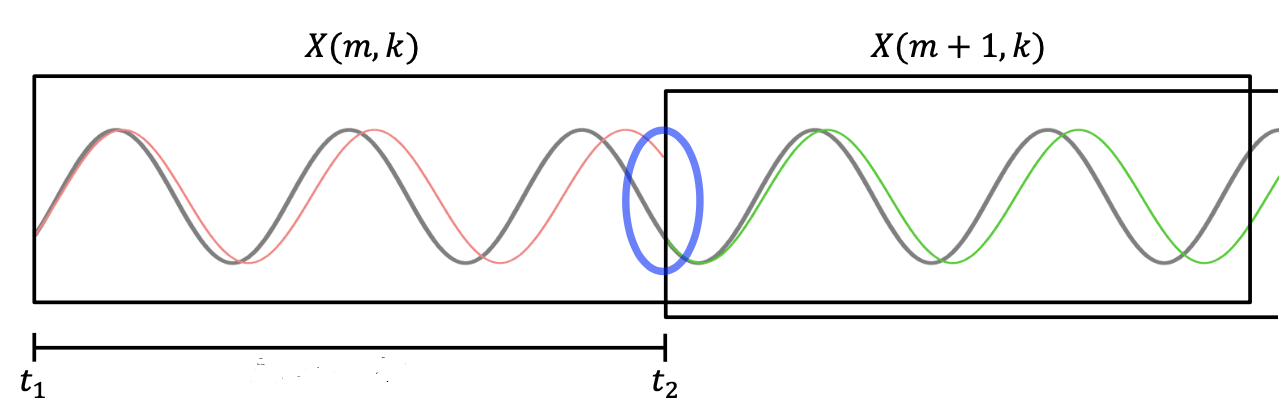 X(m, k)
X(m + 1, k)
t₁
t₂